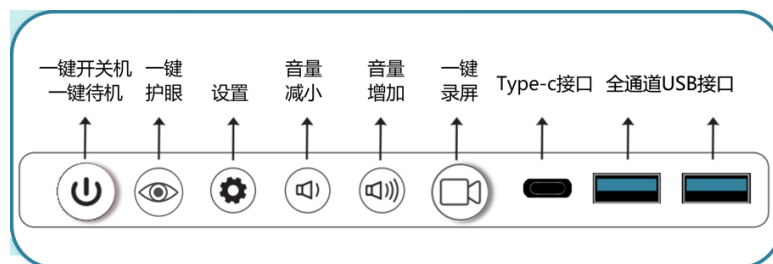 一键开关机
一键待机
一键
护眼
设置
音量
减小
音量
增加
一键
录屏
Type-c接口
全通道USB接口